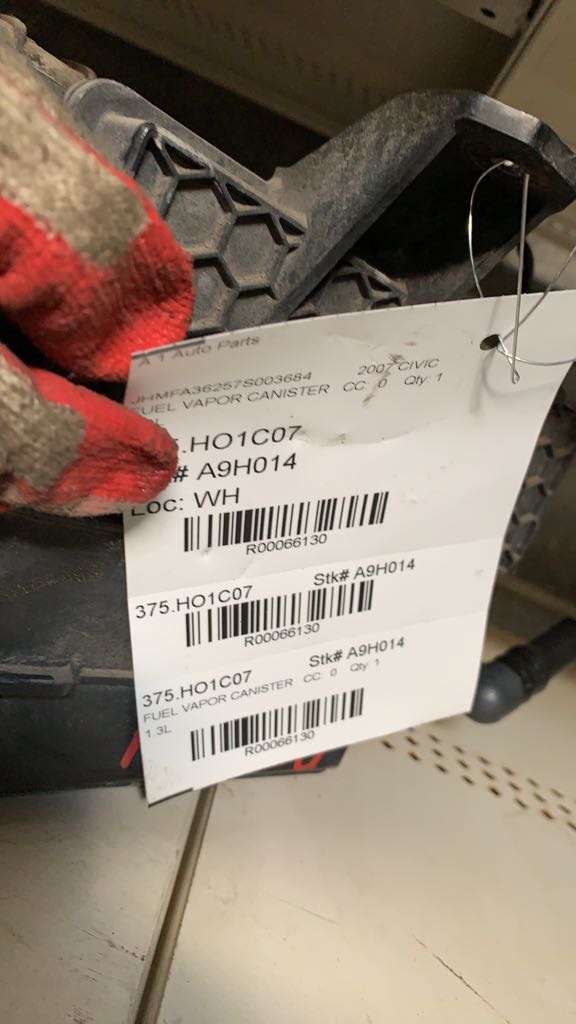 A 1 Auto Parts
JHMFA36257S003684 2007 CIVIC
FUEL VAPOR CANISTER CC: 0 Qty: 1
.HO1C07
# A9H014
Loc: WH
R00066130
375.HO1C07 Stk# A9H014
R00066130
375.HO1C07 Stk# A9H014
FUEL VAPOR CANISTER CC: 0 Qty: 1
1.3L
R00066130